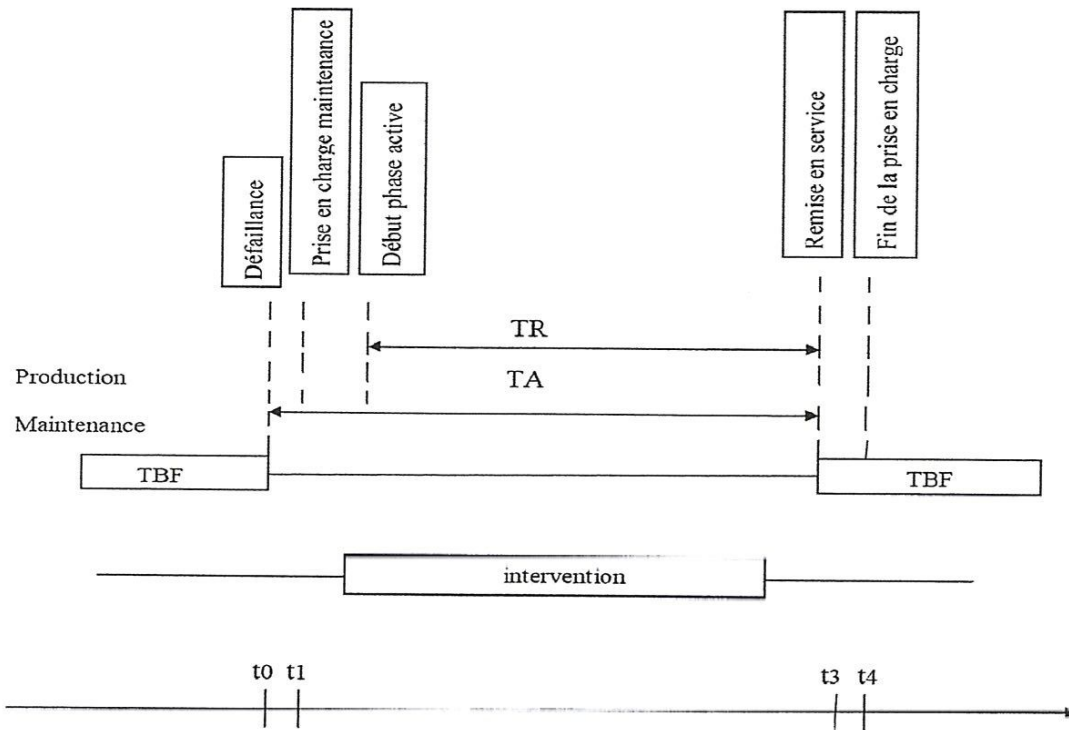 Défaillance
Prise en charge maintenance
Début phase active
Remise en service
Fin de la prise en charge
TR
Production
TA
Maintenance
TBF
TBF
intervention
t0 t1
t3 t4